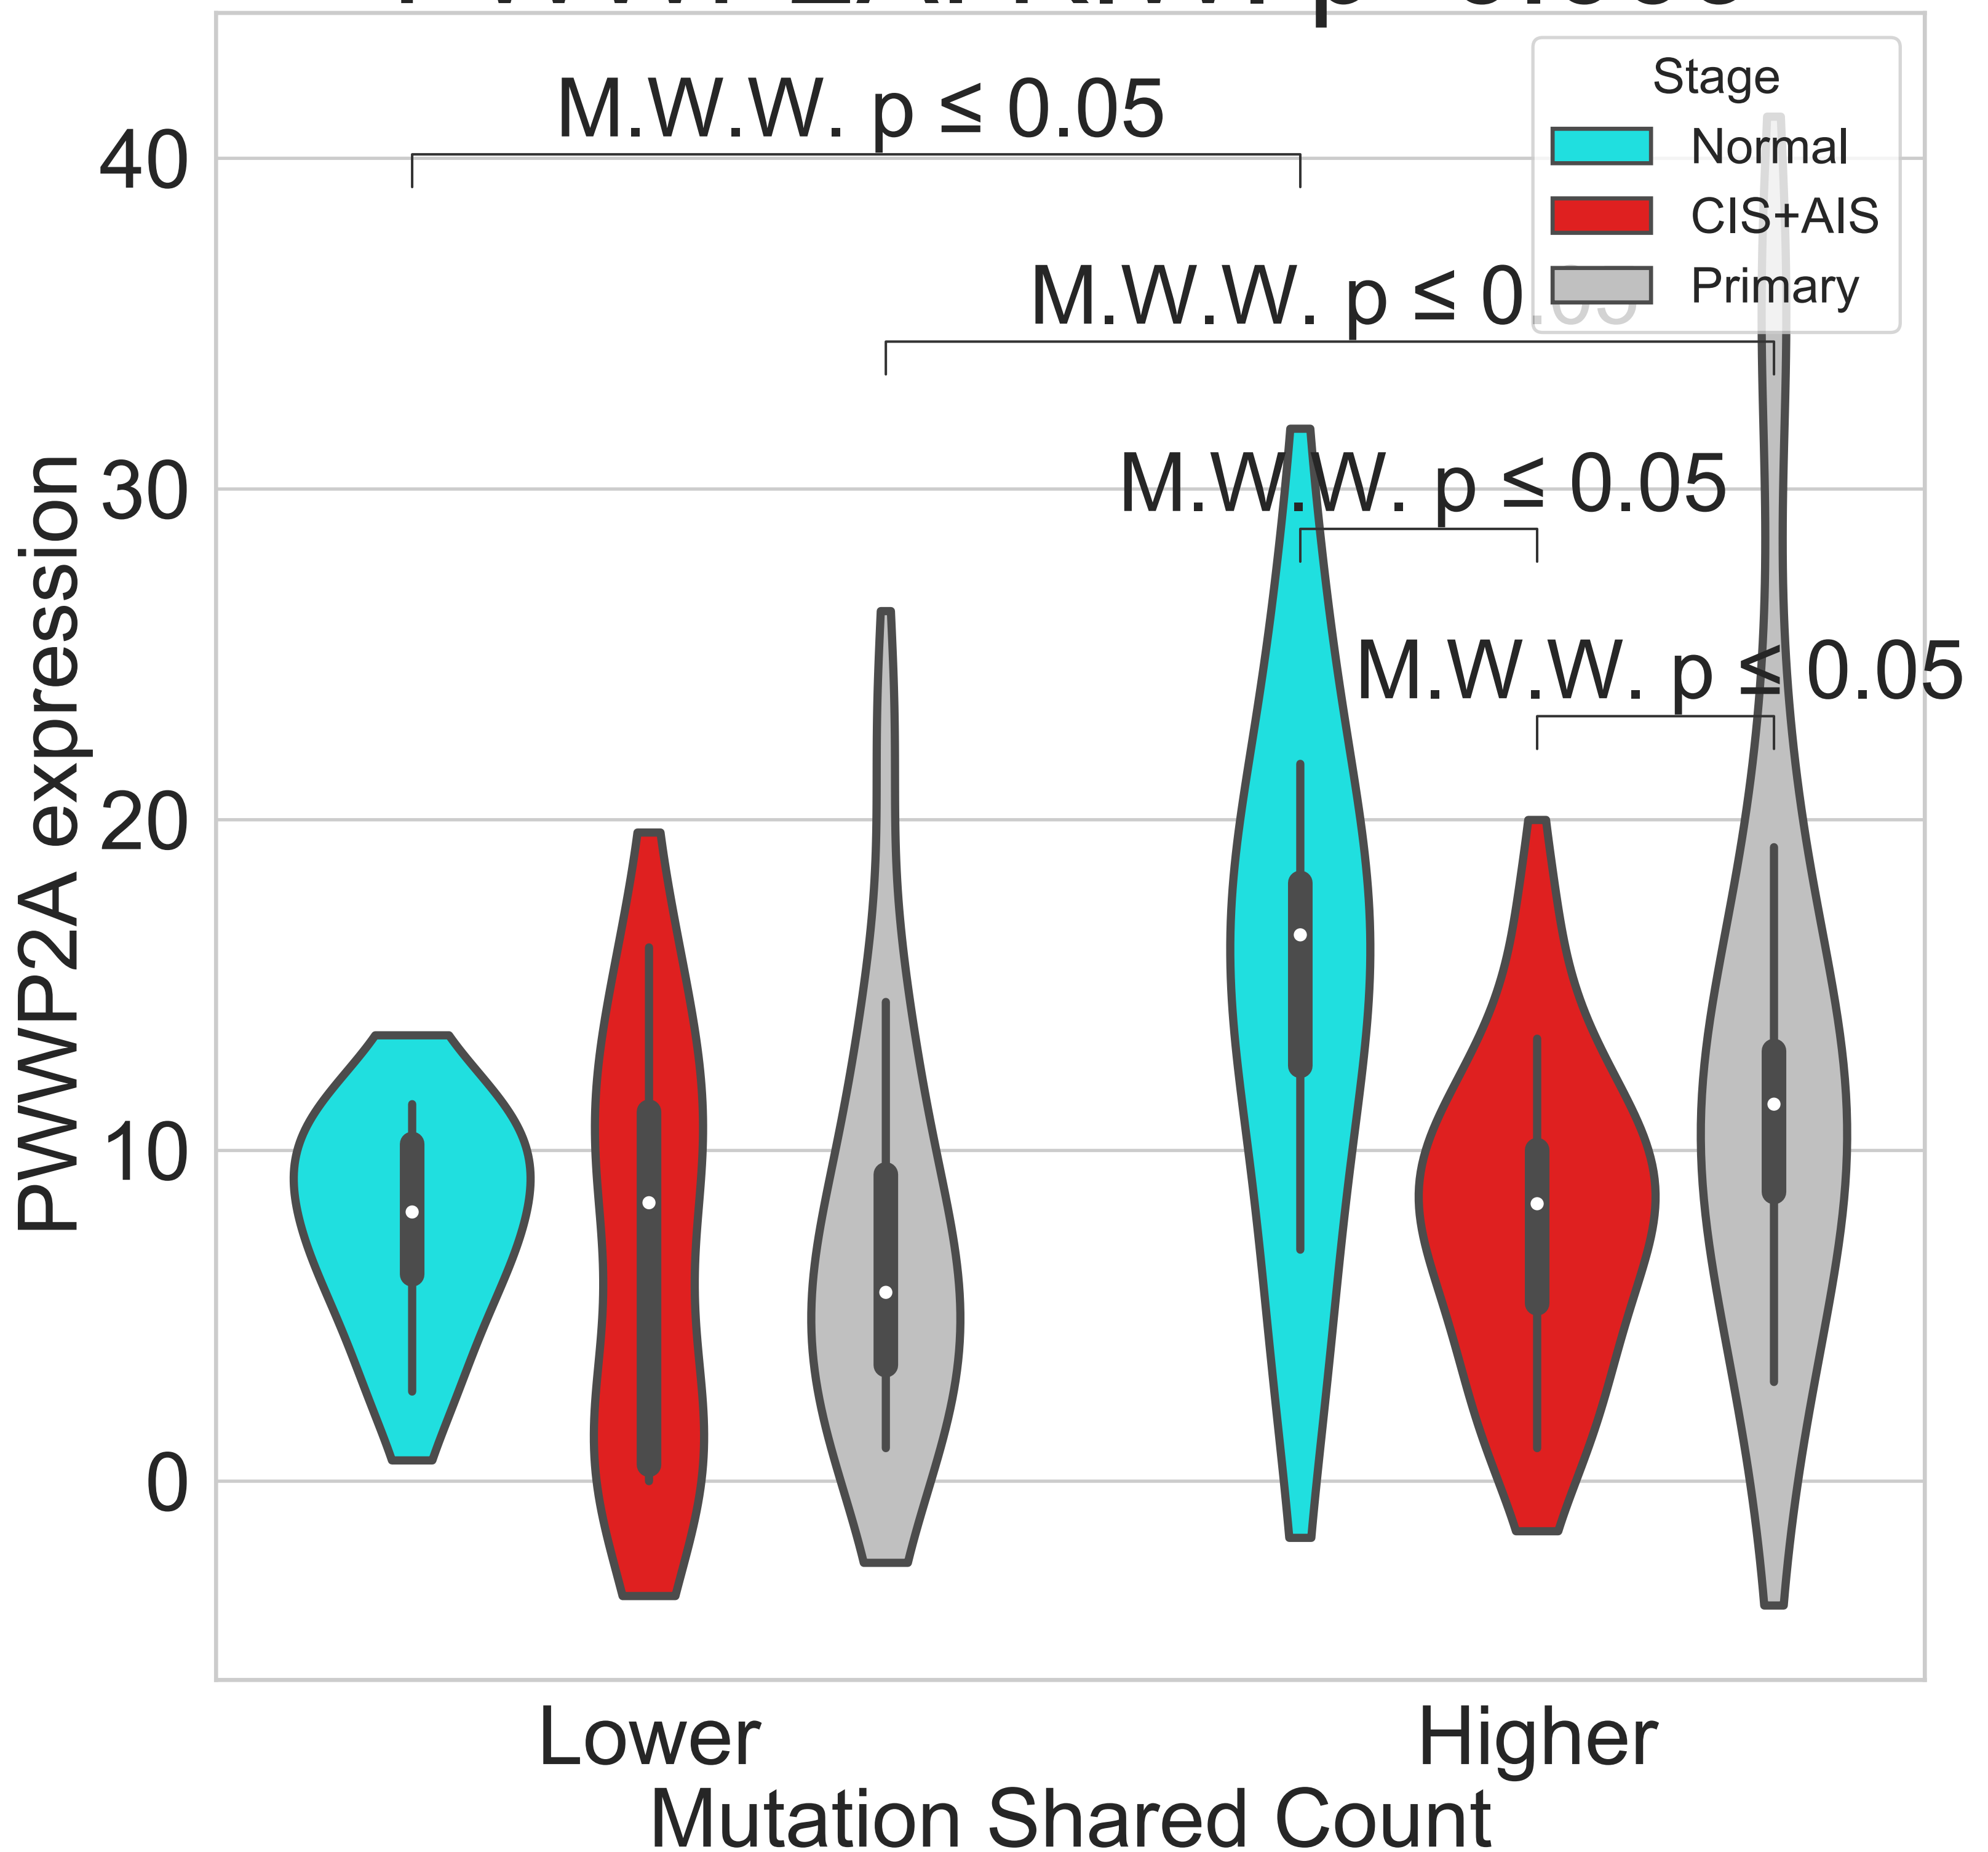 M.W.W. p ≤ 0.05
Stage
Normal
CIS+AIS
Primary
M.W.W. p ≤ 0.05
M.W.W. p ≤ 0.05
M.W.W. p ≤ 0.05
40
30
20
10
0
PWWP2A expression
Lower
Higher
Mutation Shared Count